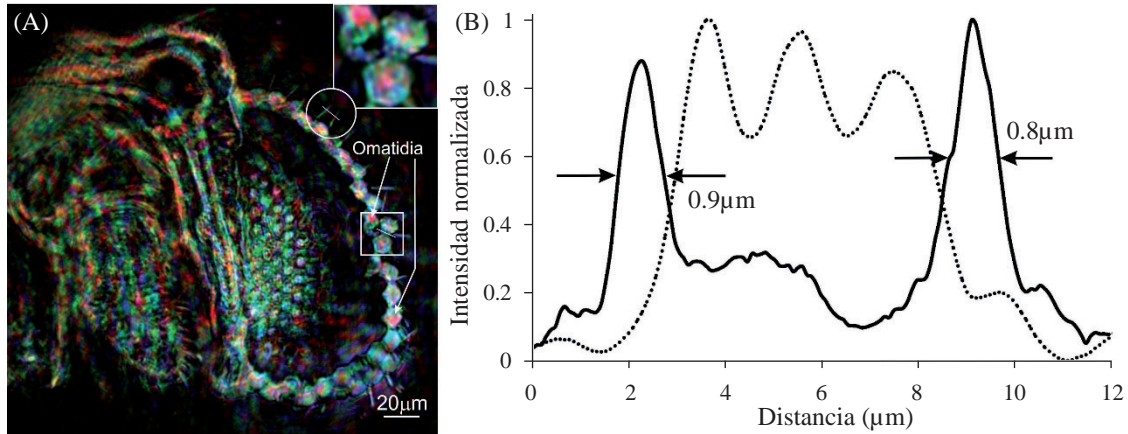 (A)
Omatidia
20µm
(B)
Intensidad normalizada
1
0.8
0.6
0.4
0.2
0
0.9µm
0.8µm
0
2
4
6
8
10
12
Distancia (µm)